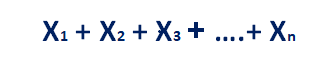 X₁ + X₂ + X₃ + ....+ Xₙ